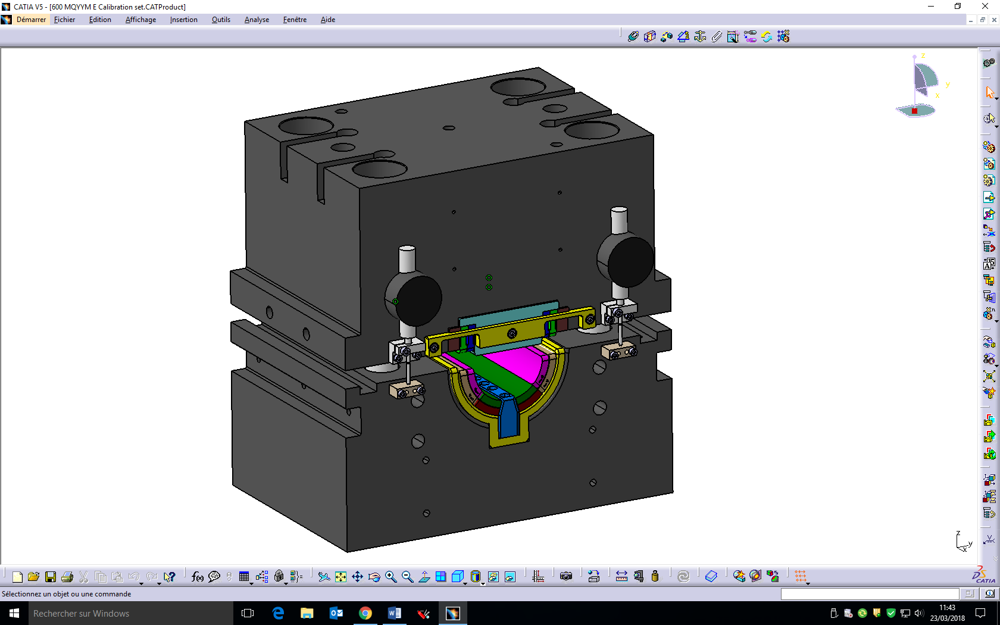 CATIA V5 - [600 MQYYM E Calibration set.CATProduct]
Démarrer Fichier Edition Affichage Insertion Outils Analyse Fenêtre Aide
z
y
x
z
y
x
f(x)
CATIA
Sélectionnez un objet ou une commande
Rechercher sur Windows
11:43
23/03/2018